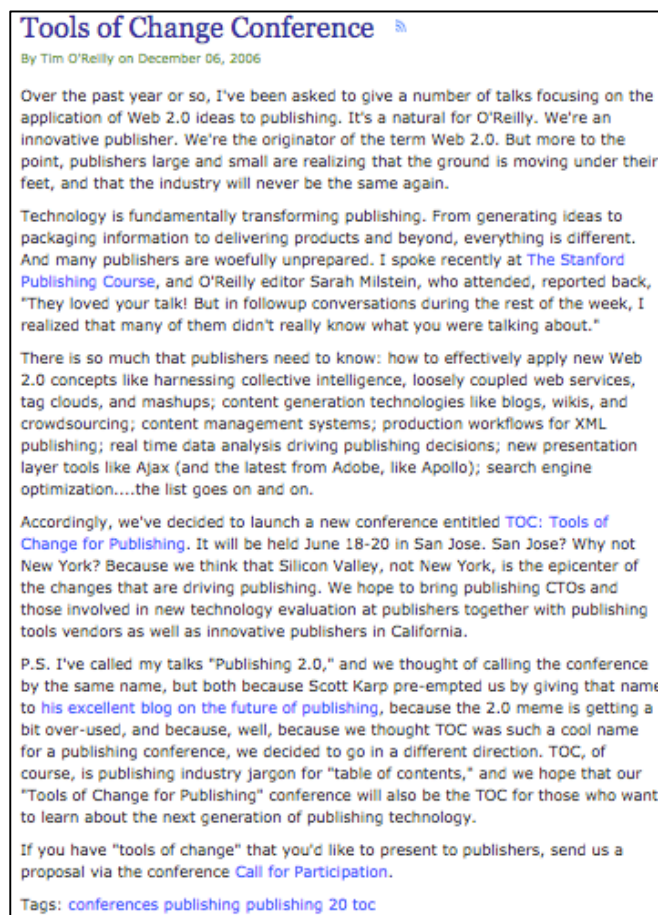 Tools of Change Conference
By Tim O'Reilly on December 06, 2006
Over the past year or so, I've been asked to give a number of talks focusing on the
application of Web 2.0 ideas to publishing. It's a natural for O'Reilly. We're an
innovative publisher. We're the originator of the term Web 2.0. But more to the
point, publishers large and small are realizing that the ground is moving under their
feet, and that the industry will never be the same again.
Technology is fundamentally transforming publishing. From generating ideas to
packaging information to delivering products and beyond, everything is different.
And many publishers are woefully unprepared. I spoke recently at The Stanford
Publishing Course, and O'Reilly editor Sarah Milstein, who attended, reported back,
"They loved your talk! But in followup conversations during the rest of the week, I
realized that many of them didn't really know what you were talking about."
There is so much that publishers need to know: how to effectively apply new Web
2.0 concepts like harnessing collective intelligence, loosely coupled web services,
tag clouds, and mashups; content generation technologies like blogs, wikis, and
crowdsourcing; content management systems; production workflows for XML
publishing; real time data analysis driving publishing decisions; new presentation
layer tools like Ajax (and the latest from Adobe, like Apollo); search engine
optimization....the list goes on and on.
Accordingly, we've decided to launch a new conference entitled TOC: Tools of
Change for Publishing. It will be held June 18-20 in San Jose. San Jose? Why not
New York? Because we think that Silicon Valley, not New York, is the epicenter of
the changes that are driving publishing. We hope to bring publishing CTOs and
those involved in new technology evaluation at publishers together with publishing
tools vendors as well as innovative publishers in California.
P.S. I've called my talks "Publishing 2.0," and we thought of calling the conference
by the same name, but both because Scott Karp pre-empted us by giving that name
to his excellent blog on the future of publishing, because the 2.0 meme is getting a
bit over-used, and because, well, because we thought TOC was such a cool name
for a publishing conference, we decided to go in a different direction. TOC, of
course, is publishing industry jargon for "table of contents," and we hope that our
"Tools of Change for Publishing" conference will also be the TOC for those who want
to learn about the next generation of publishing technology.
If you have "tools of change" that you'd like to present to publishers, send us a
proposal via the conference Call for Participation.
Tags: conferences publishing publishing 20 toc